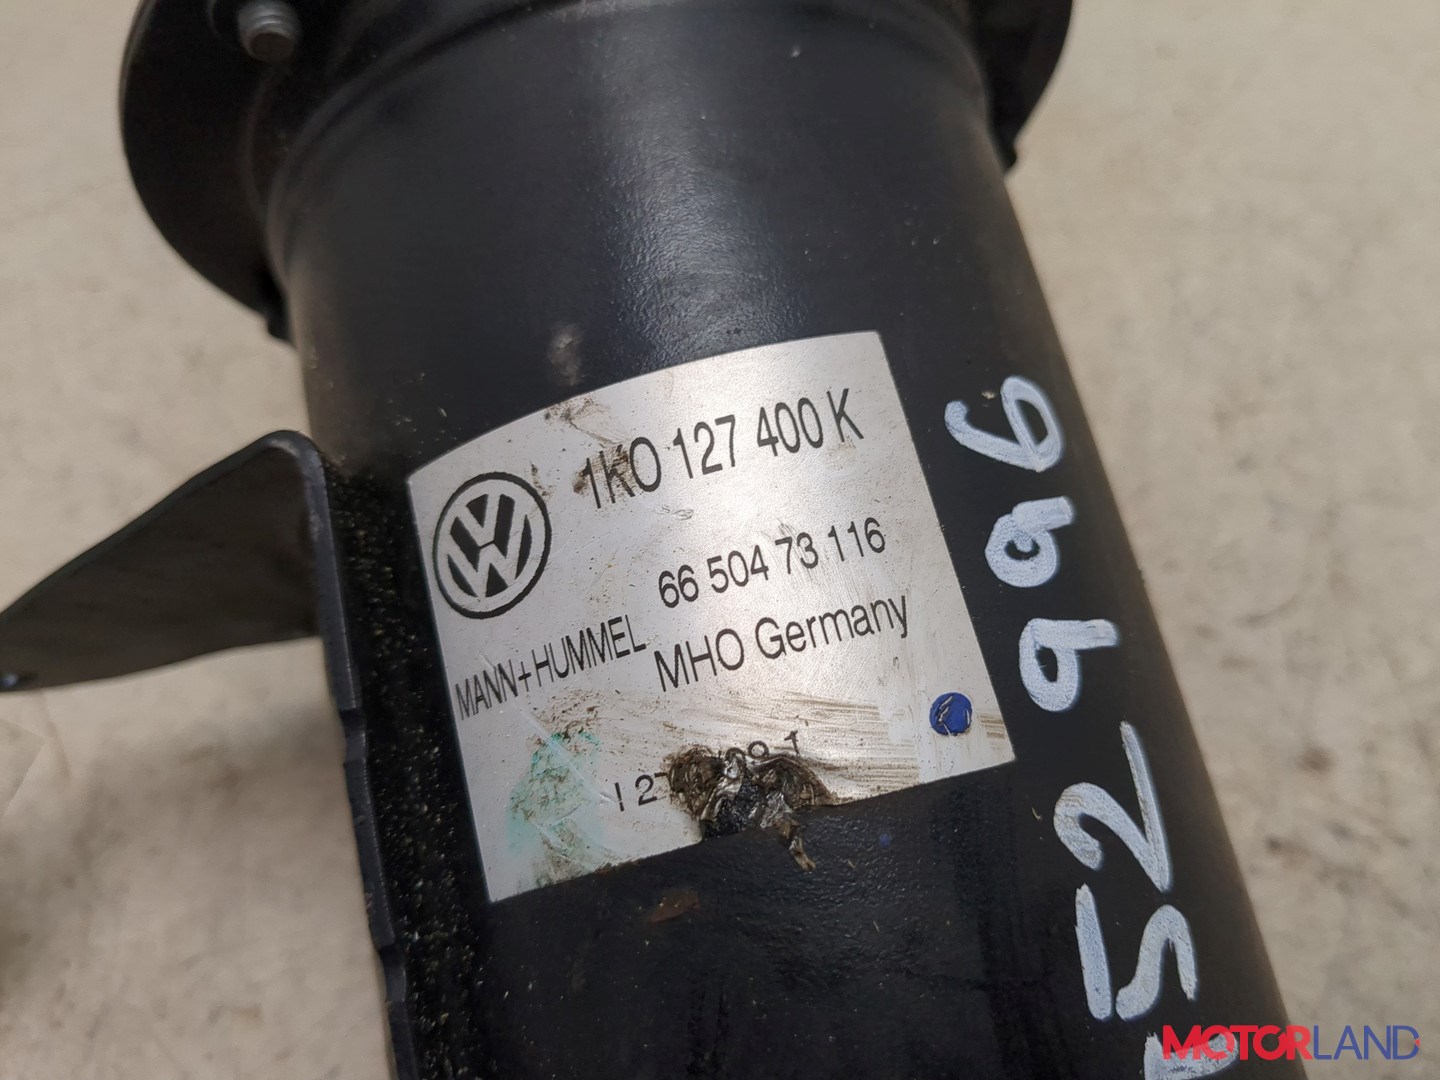 1K0 127 400 K
66 504 73 116
MANN+HUMMEL
MHO Germany
52996
MOTORLAND